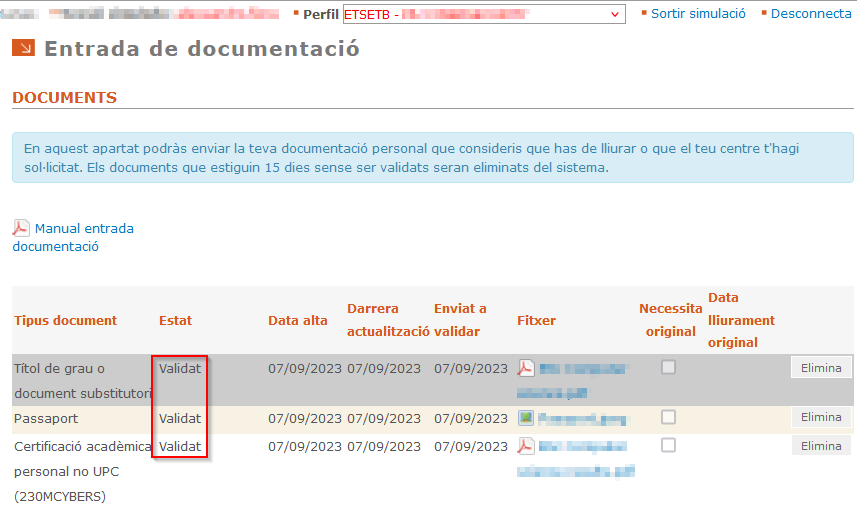 Perfil ETSETB - Sortir simulació Desconnecta
Entrada de documentació
DOCUMENTS
En aquest apartat podràs enviar la teva documentació personal que consideris que has de lliurar o que el teu centre t'hagi
sol·licitat. Els documents que estiguin 15 dies sense ser validats seran eliminats del sistema.
Manual entrada
documentació
Tipus document Estat Data alta Darrera actualització Enviat a validar Fitxer Necessita original Data lliurament original
Títol de grau o Validat 07/09/2023 07/09/2023 07/09/2023 Elimina
document substitutori
Passaport Validat 07/09/2023 07/09/2023 07/09/2023 Elimina
Certificació acadèmica Validat 07/09/2023 07/09/2023 07/09/2023 Elimina
personal no UPC
(230MCYBERS)